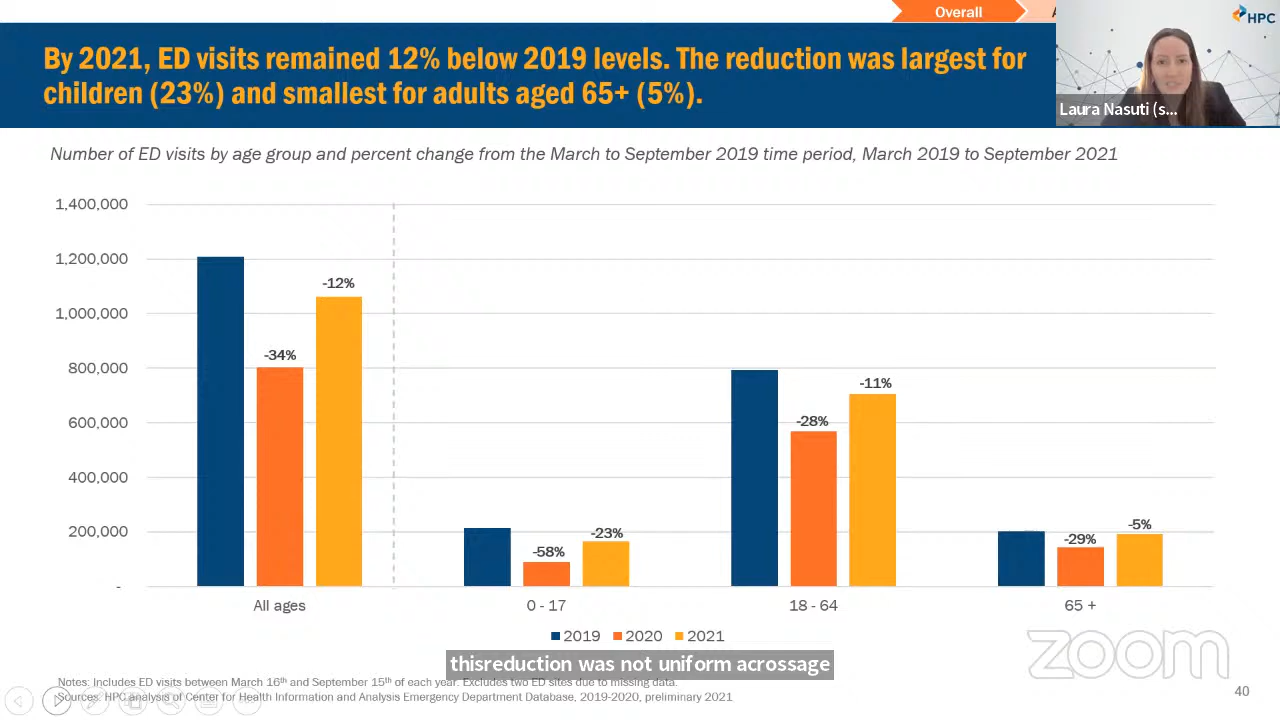 Overall
HPC
By 2021, ED visits remained 12% below 2019 levels. The reduction was largest for
children (23%) and smallest for adults aged 65+ (5%).
Laura Nasuti (s...
Number of ED visits by age group and percent change from the March to September 2019 time period, March 2019 to September 2021
1,400,000
1,200,000
1,000,000
800,000
600,000
400,000
200,000
-
-12%
-34%
-23%
-58%
-11%
-28%
-5%
-29%
All ages
0 - 17
18 - 64
65 +
2019 2020 2021
zoom
thisreduction was not uniform acrossage
Notes: Includes ED visits between March 16th and September 15th of each year. Excludes two ED sites due to missing data.
Sources: HPC analysis of Center for Health Information and Analysis Emergency Department Database, 2019-2020, preliminary 2021
40